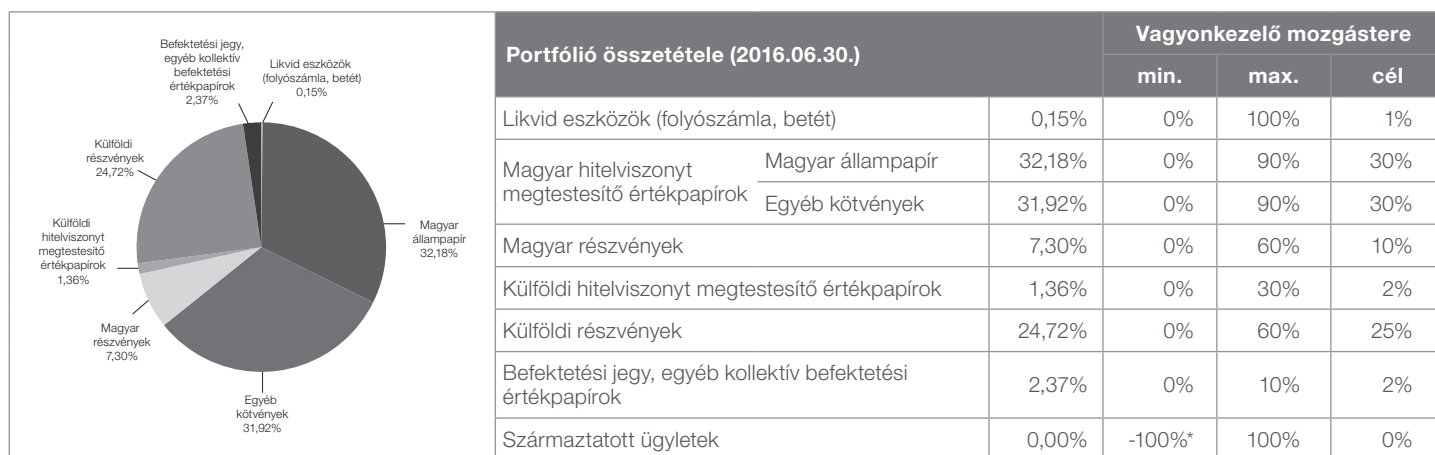 Befektetési jegy,
egyéb kollektív
befektetési
értékpapírok
2,37%
Likvid eszközök
(folyószámla, betét)
0,15%
Külföldi
részvények
24,72%
Külföldi
hitelviszonyt
megtestesítő
értékpapírok
1,36%
Magyar
részvények
7,30%
Egyéb
kötvények
31,92%
Magyar
állampapír
32,18%
Portfólió összetétele (2016.06.30.)
Vagyonkezelő mozgástere
min. max. cél
Likvid eszközök (folyószámla, betét) 0,15% 0% 100% 1%
Magyar hitelviszonyt
megtestesítő értékpapírok
Magyar állampapír 32,18% 0% 90% 30%
Egyéb kötvények 31,92% 0% 90% 30%
Magyar részvények 7,30% 0% 60% 10%
Külföldi hitelviszonyt megtestesítő értékpapírok 1,36% 0% 30% 2%
Külföldi részvények 24,72% 0% 60% 25%
Befektetési jegy, egyéb kollektív befektetési
értékpapírok 2,37% 0% 10% 2%
Származtatott ügyletek 0,00% -100%* 100% 0%